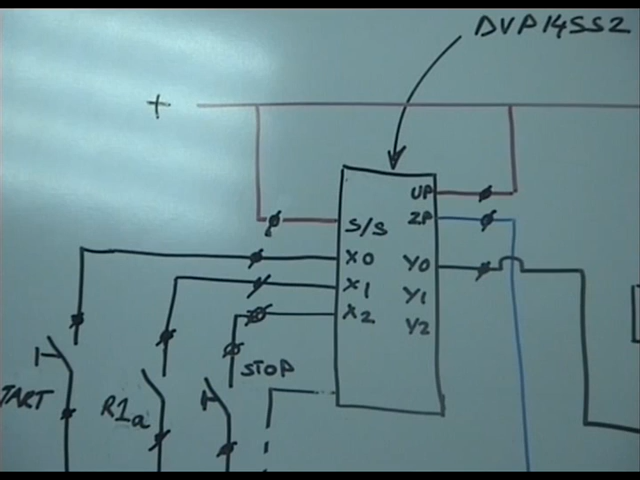 DVP14SS2
+
UP
S/S ZP
X0 Y0
X1 Y1
X2 Y2
STOP
TART
R1a